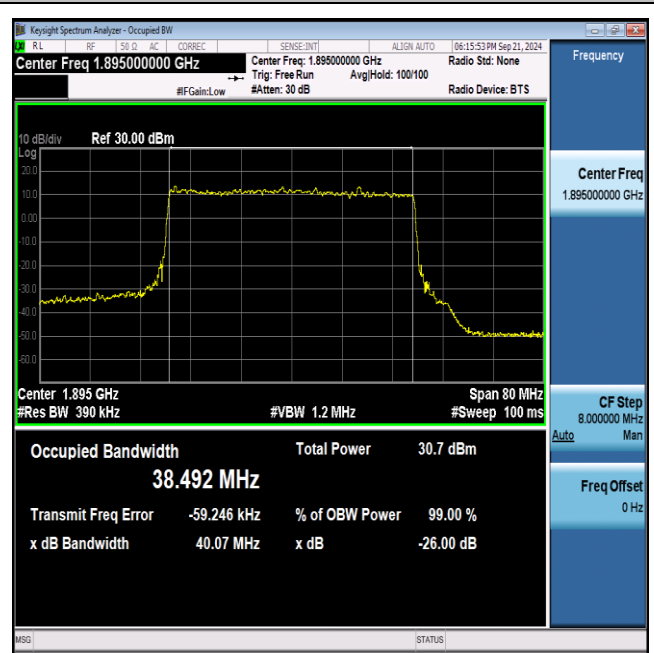 Keysight Spectrum Analyzer - Occupied BW
LXI RL RF 50 Ω AC CORREC SENSE:INT ALIGN AUTO 06:15:53 PM Sep 21, 2024
Center Freq 1.895000000 GHz
Center Freq: 1.895000000 GHz Radio Std: None
Trig: Free Run Avg|Hold: 100/100
#IFGain:Low #Atten: 30 dB Radio Device: BTS
10 dB/div Ref 30.00 dBm
Log
20.0
10.0
0.00
-10.0
-20.0
-30.0
-40.0
-50.0
-60.0
Center 1.895 GHz Span 80 MHz
#Res BW 390 kHz #VBW 1.2 MHz #Sweep 100 ms
Occupied Bandwidth Total Power 30.7 dBm
38.492 MHz
Transmit Freq Error -59.246 kHz % of OBW Power 99.00 %
x dB Bandwidth 40.07 MHz x dB -26.00 dB
Frequency
Center Freq
1.895000000 GHz
CF Step
8.000000 MHz
Auto Man
Freq Offset
0 Hz
MSG STATUS